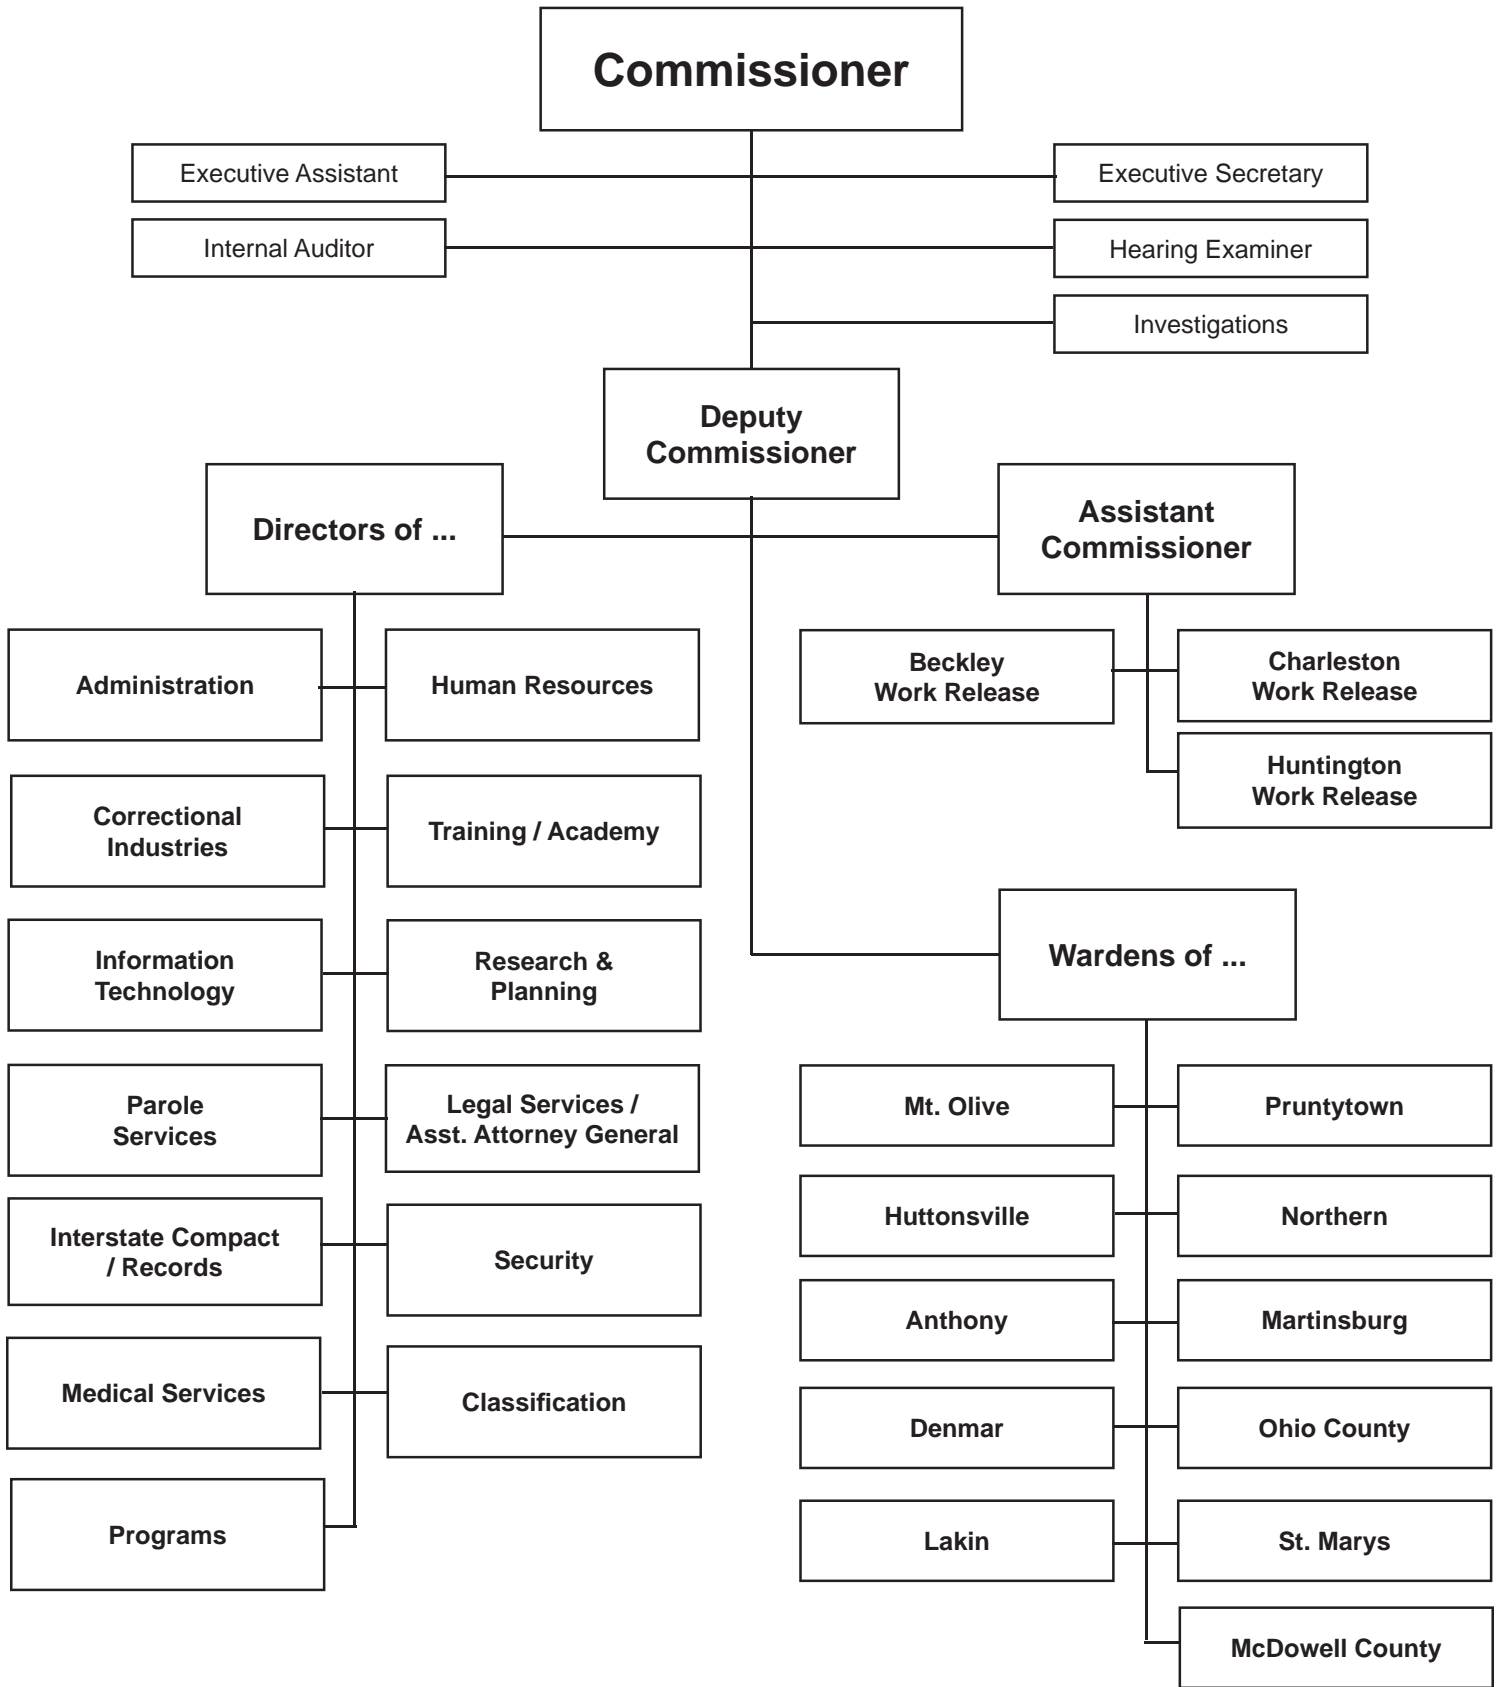 Commissioner
Executive Assistant
Executive Secretary
Internal Auditor
Hearing Examiner
Investigations
Deputy
Commissioner
Directors of ...
Assistant
Commissioner
Administration
Human Resources
Correctional
Industries
Training / Academy
Information
Technology
Research &
Planning
Parole
Services
Legal Services /
Asst. Attorney General
Interstate Compact
/ Records
Security
Medical Services
Classification
Programs
Beckley
Work Release
Charleston
Work Release
Huntington
Work Release
Wardens of ...
Mt. Olive
Pruntytown
Huttonsville
Northern
Anthony
Martinsburg
Denmar
Ohio County
Lakin
St. Marys
McDowell County